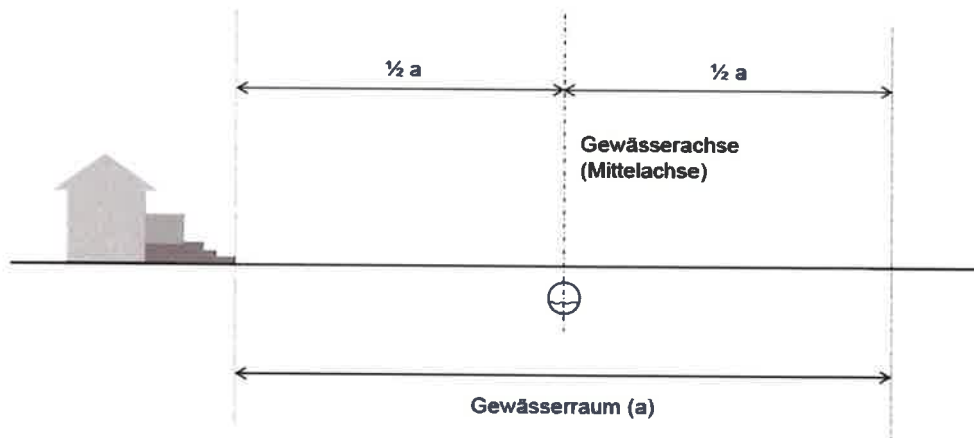 ½ a
½ a
Gewässerachse
(Mittelachse)
Gewässerraum (a)